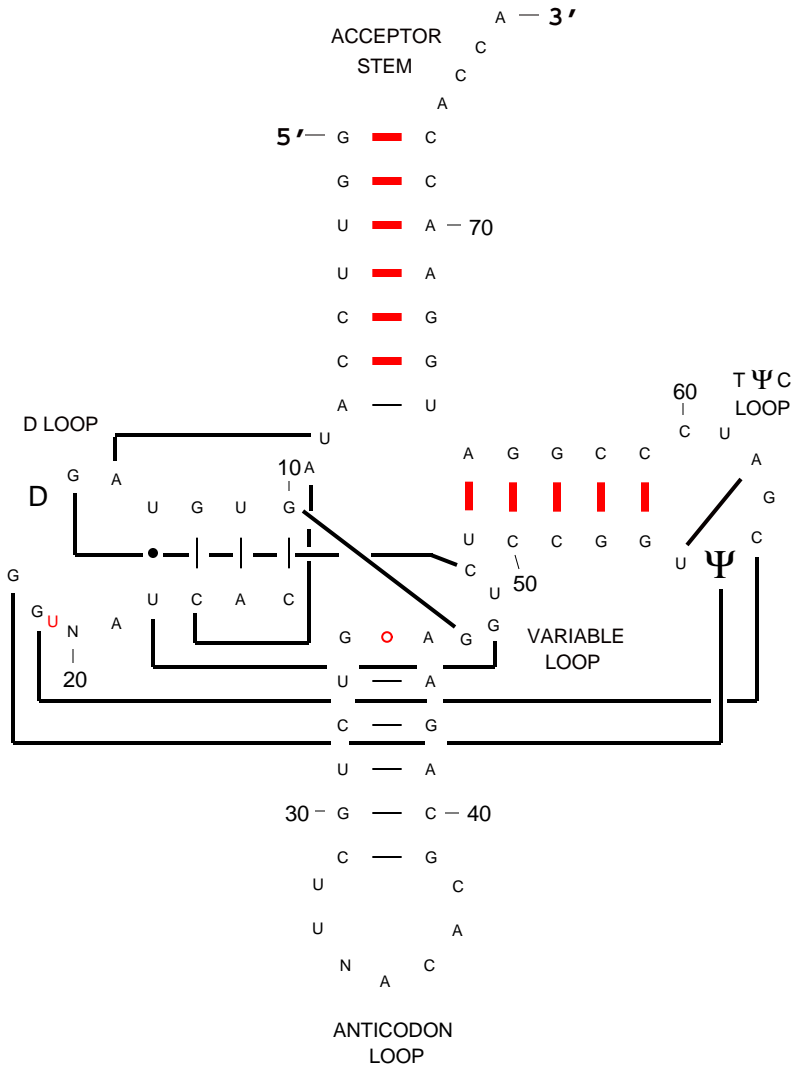 A — 3′
ACCEPTOR
STEM
C
C
A
5′ — G C
G C
U A — 70
U A
C G
C G
A U
T Ψ C
LOOP
60
D LOOP
U
C U
A G G C C
A
10
A
G A
D
U G U G
G
U C C G G
U
Ψ
C
C
50
G
U
U C A C
G U N A
20
G A G G
VARIABLE
LOOP
U A
C G
U A
30 — G C — 40
C G
U C
U A
N C
A
ANTICODON
LOOP